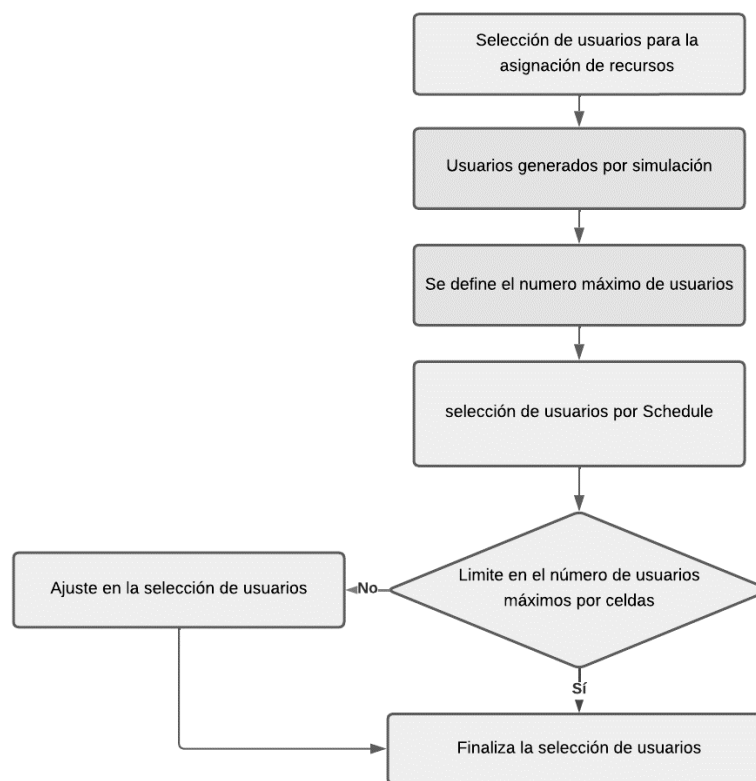 Selección de usuarios para la
asignación de recursos
Usuarios generados por simulación
Se define el numero máximo de usuarios
selección de usuarios por Schedule
Limite en el número de usuarios
máximos por celdas
No
Ajuste en la selección de usuarios
Sí
Finaliza la selección de usuarios